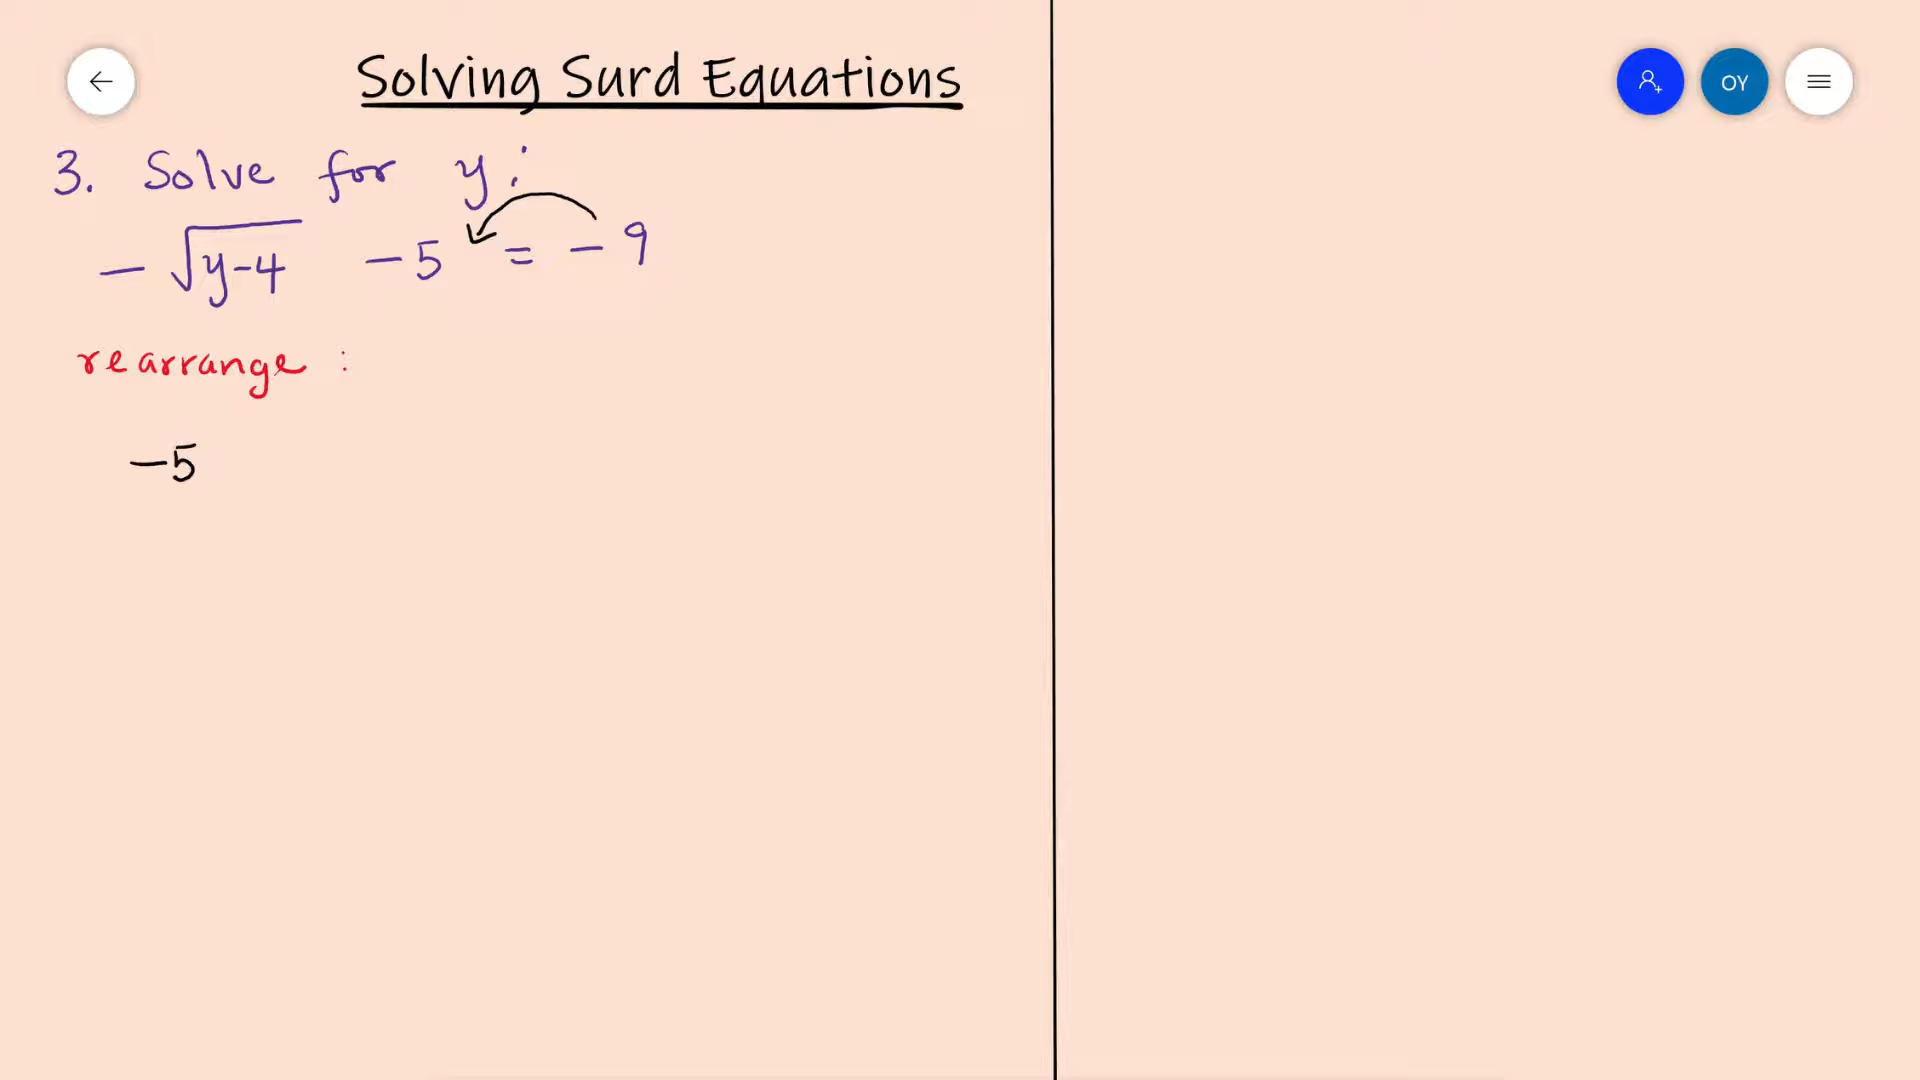 Solving Surd Equations
OY
3. Solve for y:
- √y-4 -5 = -9
rearrange :
-5